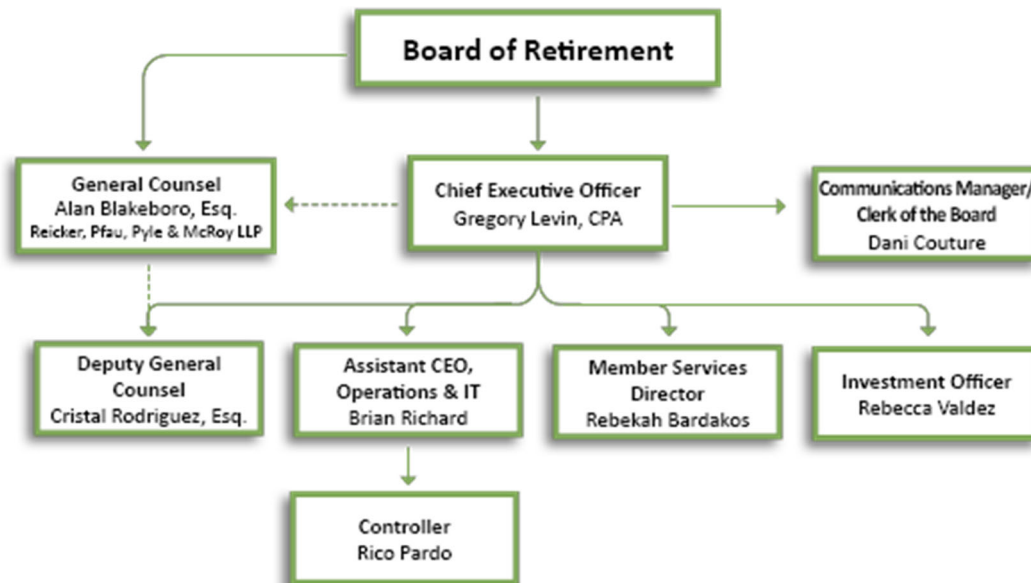 Board of Retirement
General Counsel
Alan Blakeboro, Esq.
Reicker, Pfau, Pyle & McRoy LLP
Chief Executive Officer
Gregory Levin, CPA
Communications Manager/
Clerk of the Board
Dani Couture
Deputy General
Counsel
Cristal Rodriguez, Esq.
Assistant CEO,
Operations & IT
Brian Richard
Member Services
Director
Rebekah Bardakos
Investment Officer
Rebecca Valdez
Controller
Rico Pardo